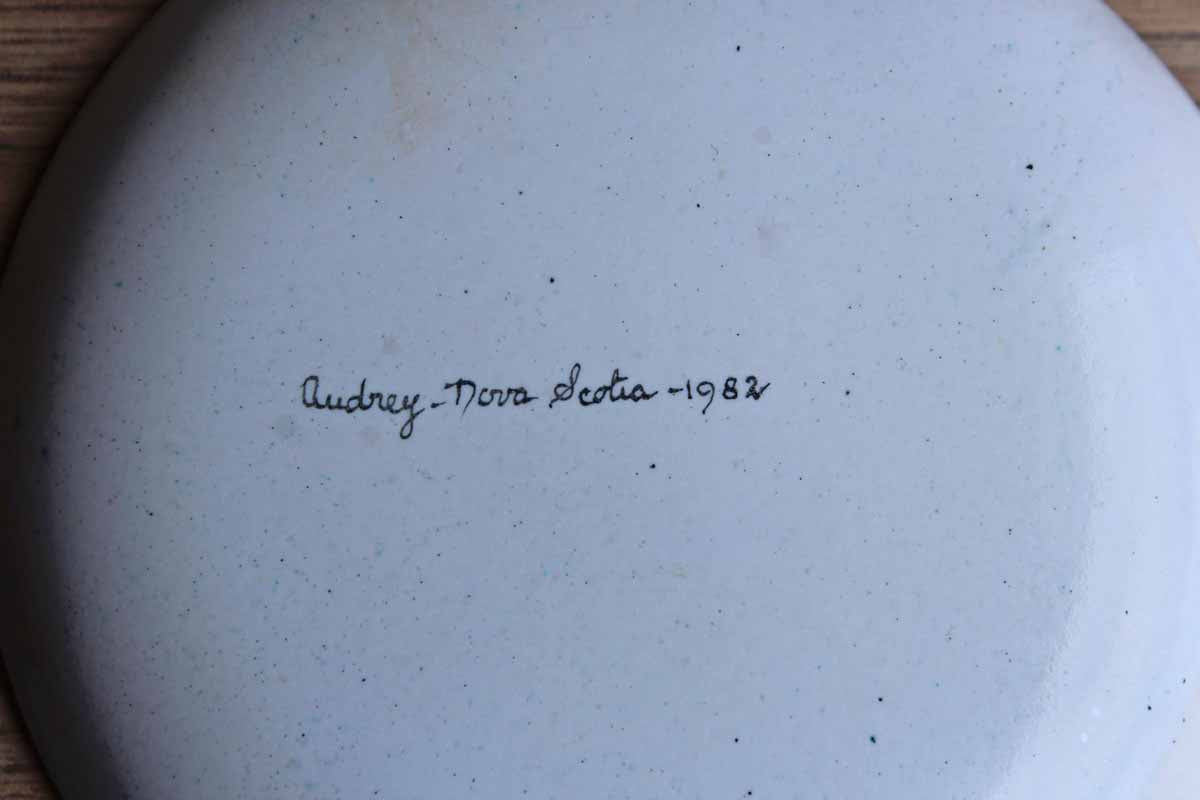 Audrey - Nova Scotia - 1982